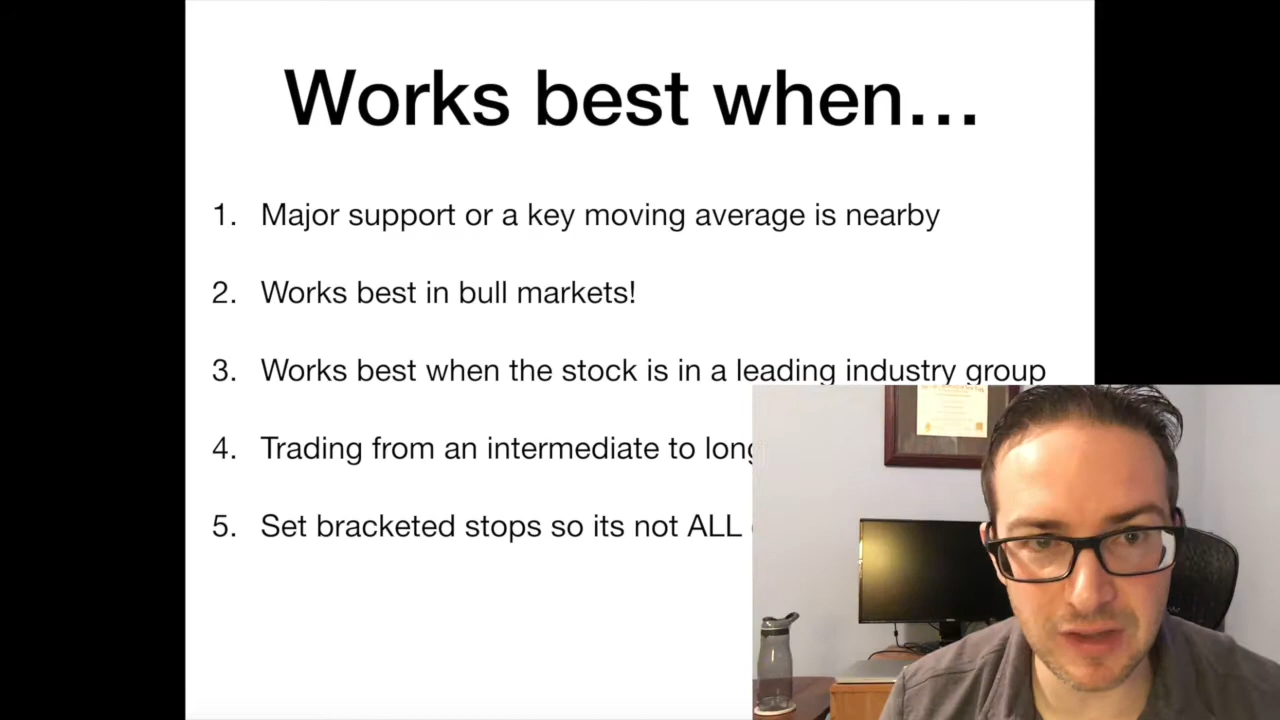 Works best when...
1. Major support or a key moving average is nearby
2. Works best in bull markets!
3. Works best when the stock is in a leading industry group
4. Trading from an intermediate to long
5. Set bracketed stops so its not ALL